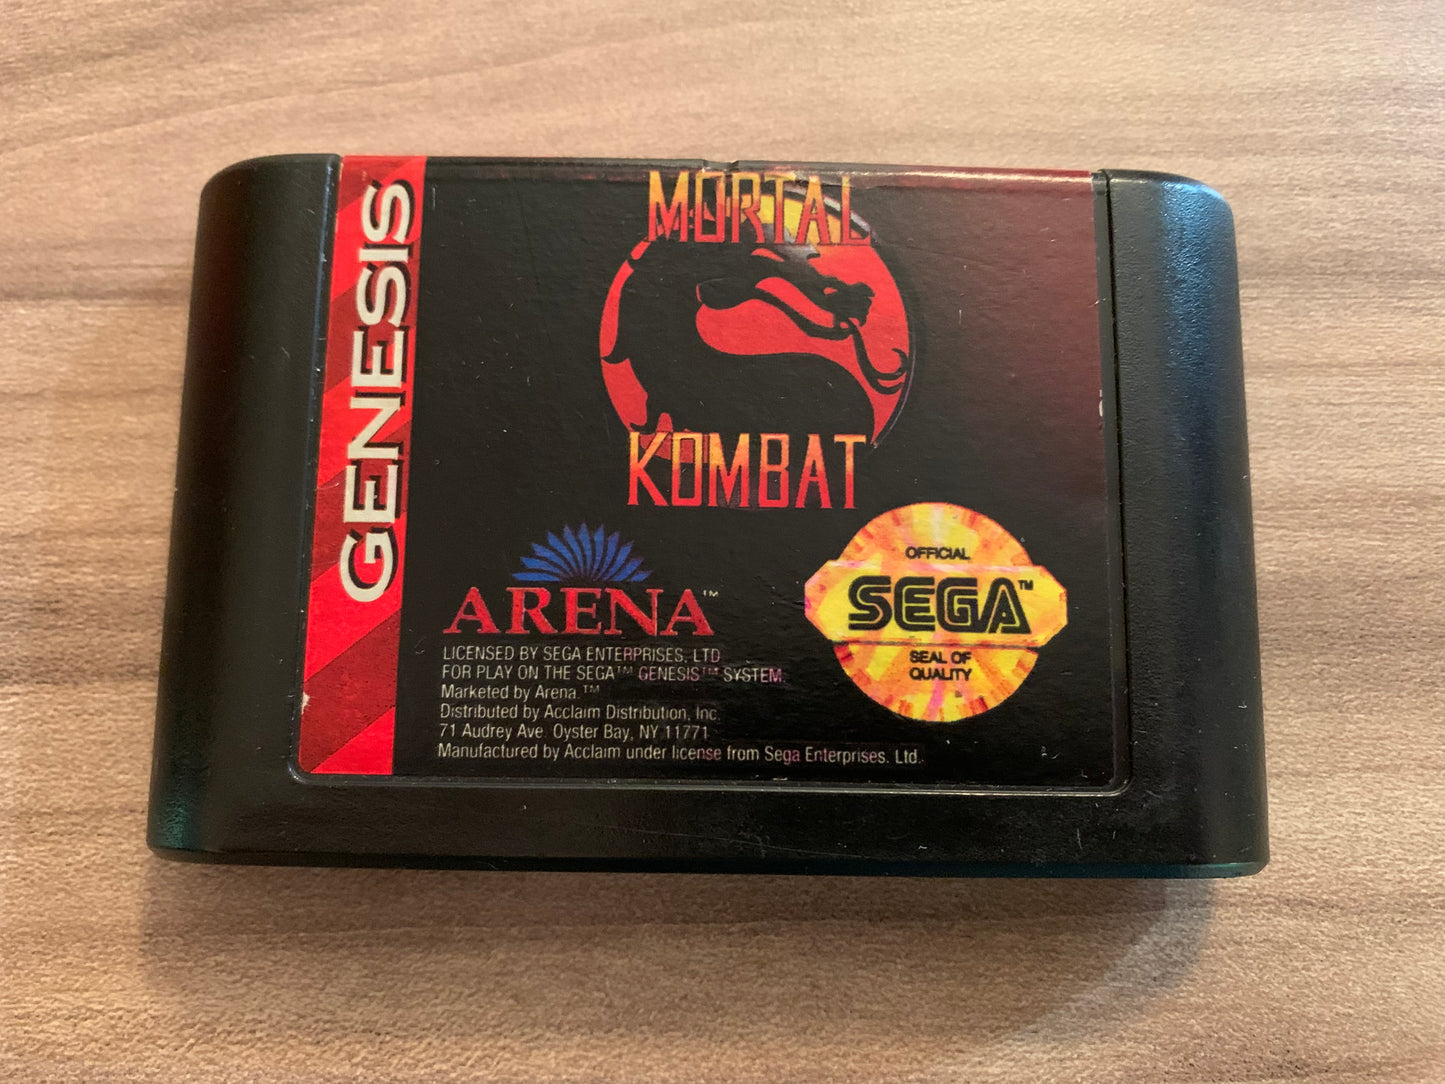 GENESIS
MORTAL
KOMBAT
ARENA™
LICENSED BY SEGA ENTERPRISES, LTD
FOR PLAY ON THE SEGA™ GENESIS™ SYSTEM.
Marketed by Arena.™
Distributed by Acclaim Distribution, Inc.
71 Audrey Ave. Oyster Bay, NY 11771
Manufactured by Acclaim under license from Sega Enterprises, Ltd.
OFFICIAL
SEGA™
SEAL OF
QUALITY